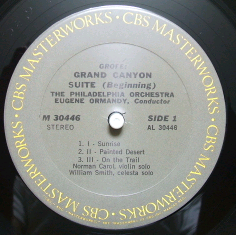 CBS MASTERWORKS · CBS MASTERWORKS · CBS MASTERWORKS · CBS MASTERWORKS ·
GROFÉ:
GRAND CANYON
SUITE (Beginning)
THE PHILADELPHIA ORCHESTRA
EUGENE ORMANDY, Conductor
M 30446 SIDE 1
STEREO AL 30446
1. I - Sunrise
2. II - Painted Desert
3. III - On the Trail
Norman Carol, violin solo
William Smith, celesta solo